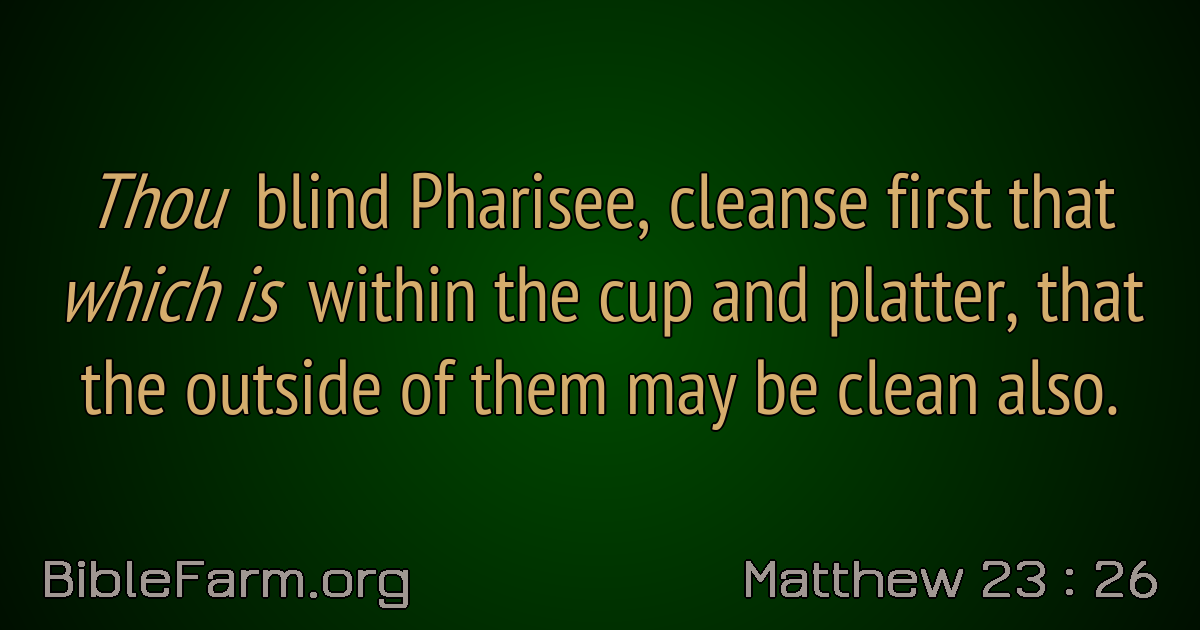 Thou blind Pharisee, cleanse first that
which is within the cup and platter, that
the outside of them may be clean also.
BibleFarm.org
Matthew 23 : 26